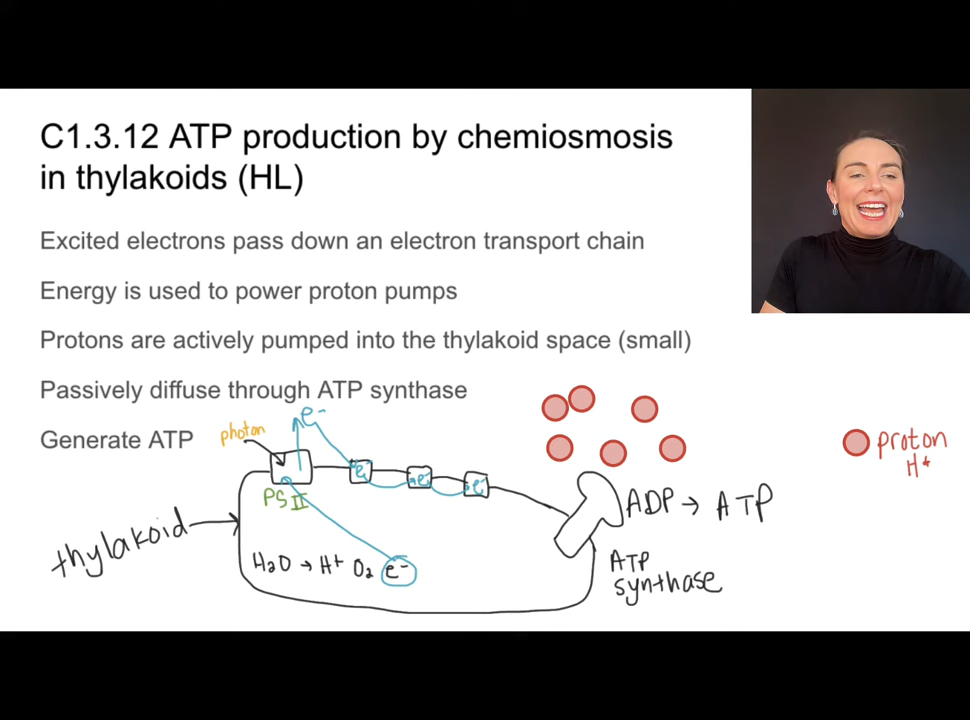 C1.3.12 ATP production by chemiosmosis
in thylakoids (HL)
Excited electrons pass down an electron transport chain
Energy is used to power proton pumps
Protons are actively pumped into the thylakoid space (small)
Passively diffuse through ATP synthase
Generate ATP
photon
e-
e-
e-
e-
PS II
proton
H+
ADP → ATP
thylakoid
H2O → H+ O2 e-
ATP
synthase